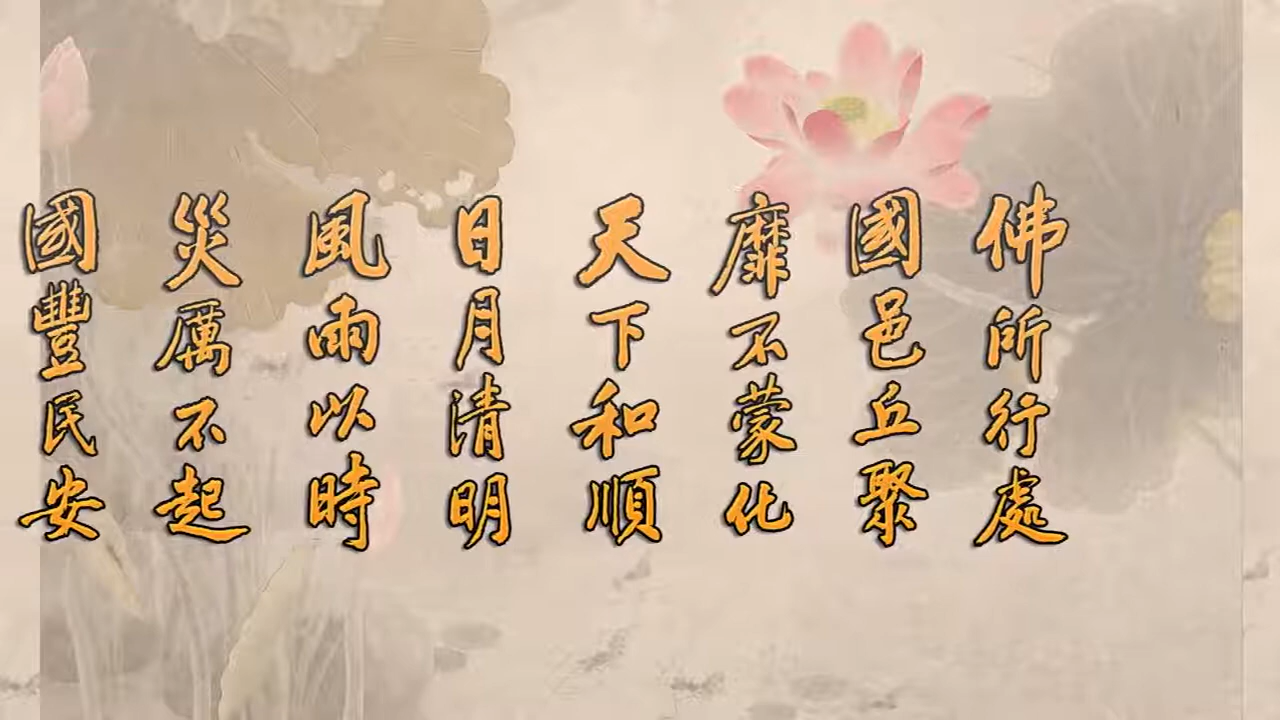 佛所行處
國邑丘聚
靡不蒙化
天下和順
日月清明
風雨以時
災厲不起
國豐民安